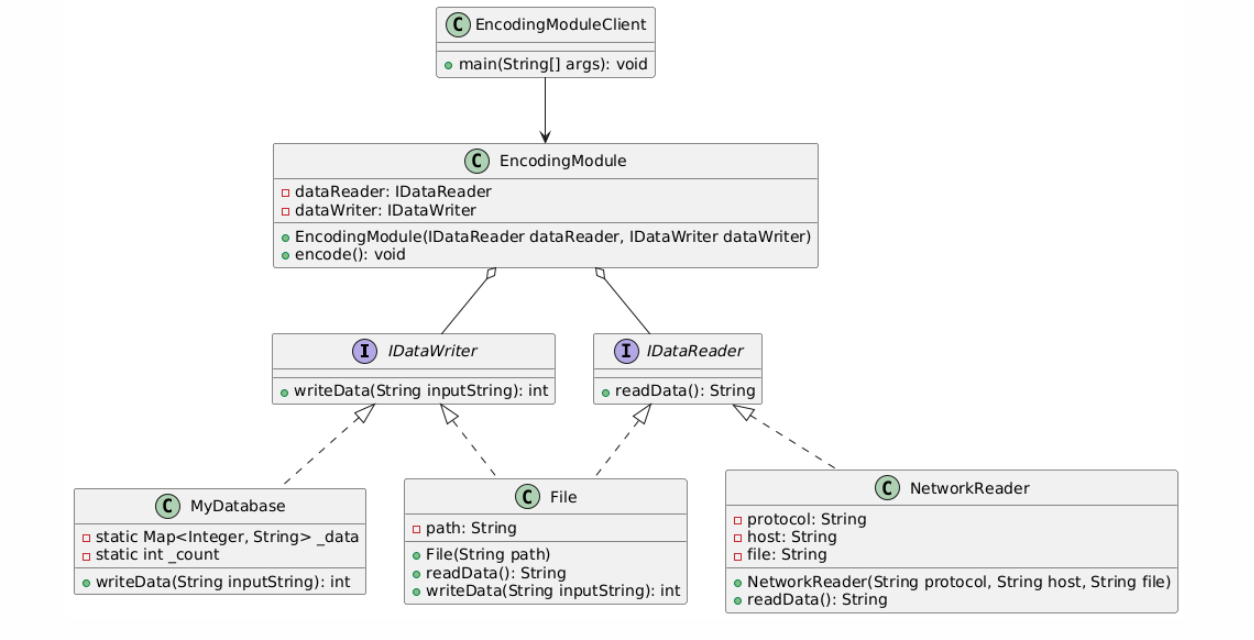 C EncodingModuleClient
main(String[] args): void
C EncodingModule
dataReader: IDataReader
dataWriter: IDataWriter
EncodingModule(IDataReader dataReader, IDataWriter dataWriter)
encode(): void
I IDataWriter
writeData(String inputString): int
I IDataReader
readData(): String
C MyDatabase
static Map<Integer, String> _data
static int _count
writeData(String inputString): int
C File
path: String
File(String path)
readData(): String
writeData(String inputString): int
C NetworkReader
protocol: String
host: String
file: String
NetworkReader(String protocol, String host, String file)
readData(): String